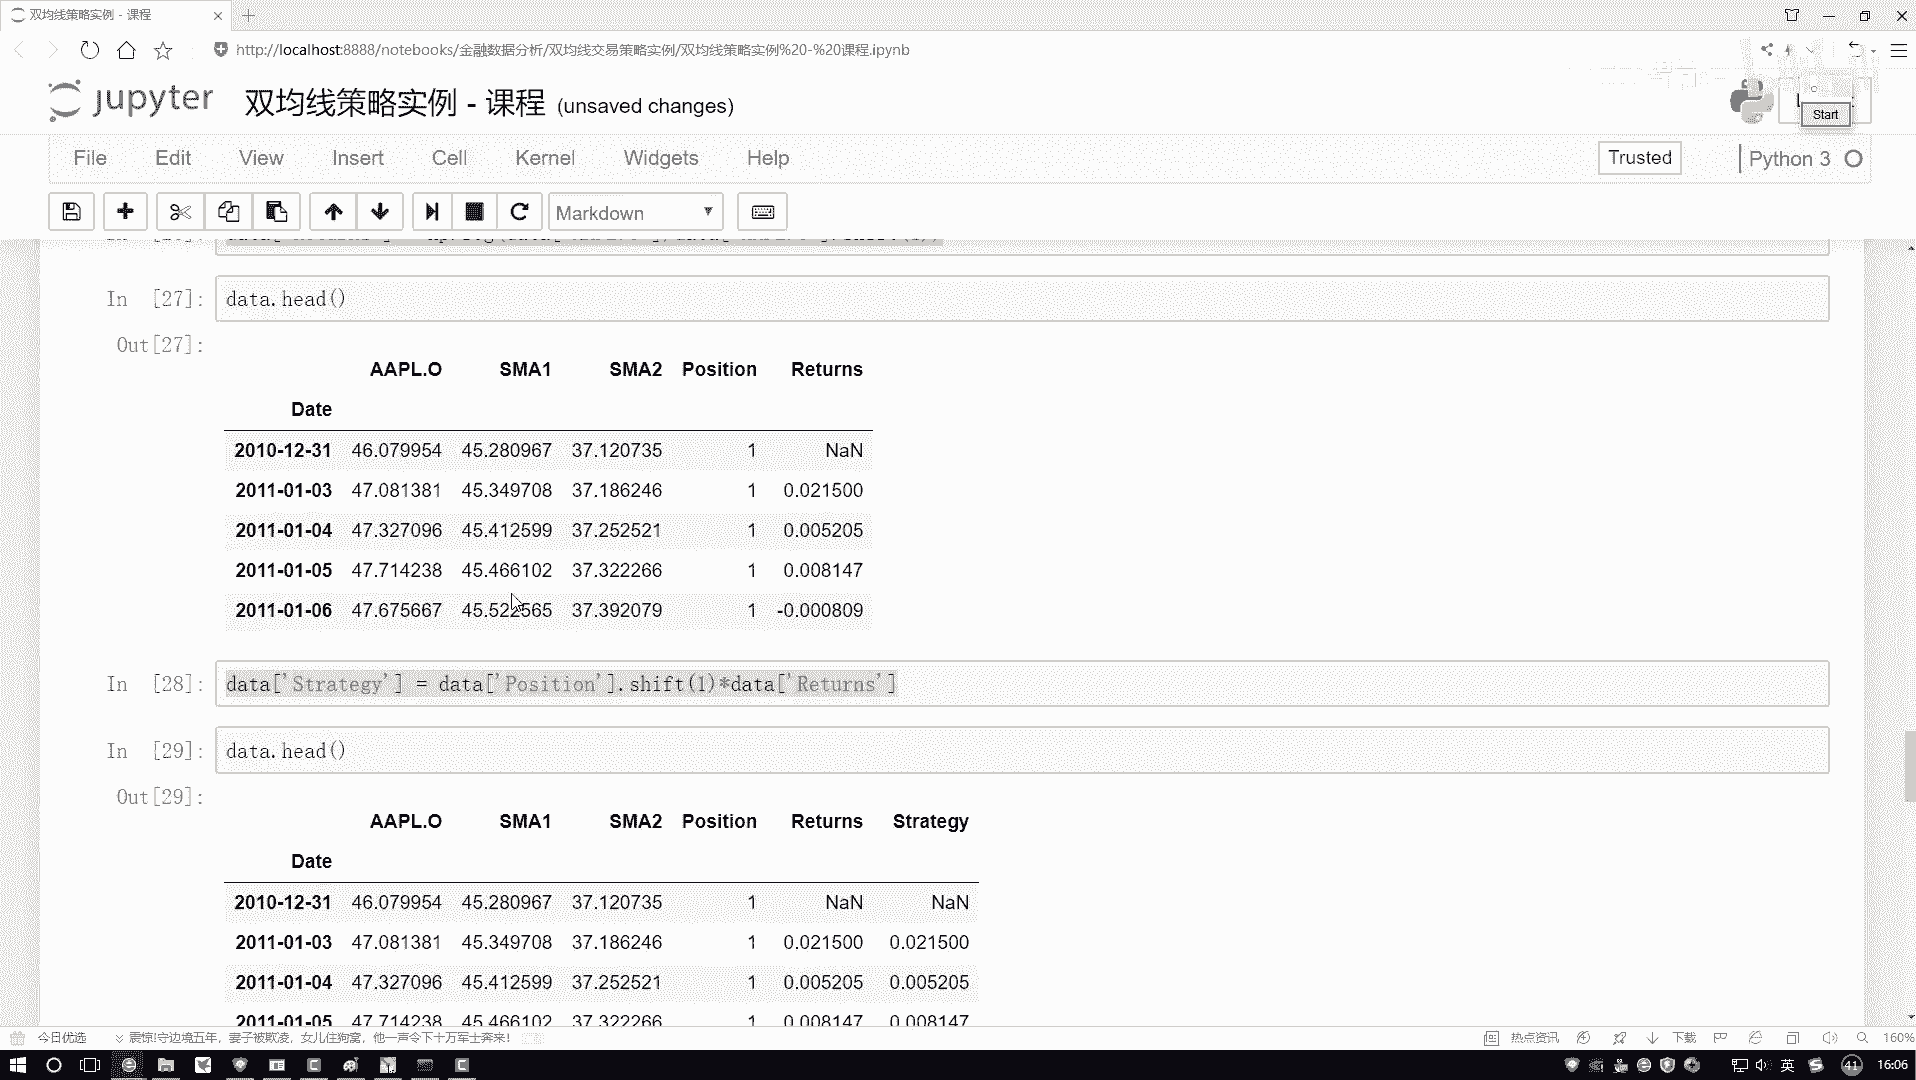 双均线策略实例 - 课程
http://localhost:8888/notebooks/金融数据分析/双均线交易策略实例/双均线策略实例%20-%20课程.ipynb
jupyter 双均线策略实例 - 课程 (unsaved changes)
Start
File Edit View Insert Cell Kernel Widgets Help Trusted Python 3
Markdown
In [27]: data.head()
Out[27]:
AAPL.O SMA1 SMA2 Position Returns
Date
2010-12-31 46.079954 45.280967 37.120735 1 NaN
2011-01-03 47.081381 45.349708 37.186246 1 0.021500
2011-01-04 47.327096 45.412599 37.252521 1 0.005205
2011-01-05 47.714238 45.466102 37.322266 1 0.008147
2011-01-06 47.675667 45.522565 37.392079 1 -0.000809
In [28]: data['Strategy'] = data['Position'].shift(1)*data['Returns']
In [29]: data.head()
Out[29]:
AAPL.O SMA1 SMA2 Position Returns Strategy
Date
2010-12-31 46.079954 45.280967 37.120735 1 NaN NaN
2011-01-03 47.081381 45.349708 37.186246 1 0.021500 0.021500
2011-01-04 47.327096 45.412599 37.252521 1 0.005205 0.005205
2011-01-05 47.714238 45.466102 37.322266 1 0.008147 0.008147
今日优选 震惊!守边境五年，妻子被欺凌，女儿住狗窝，他一声令下十万军士奔来! 热点资讯 下载 160%
英 41 16:06